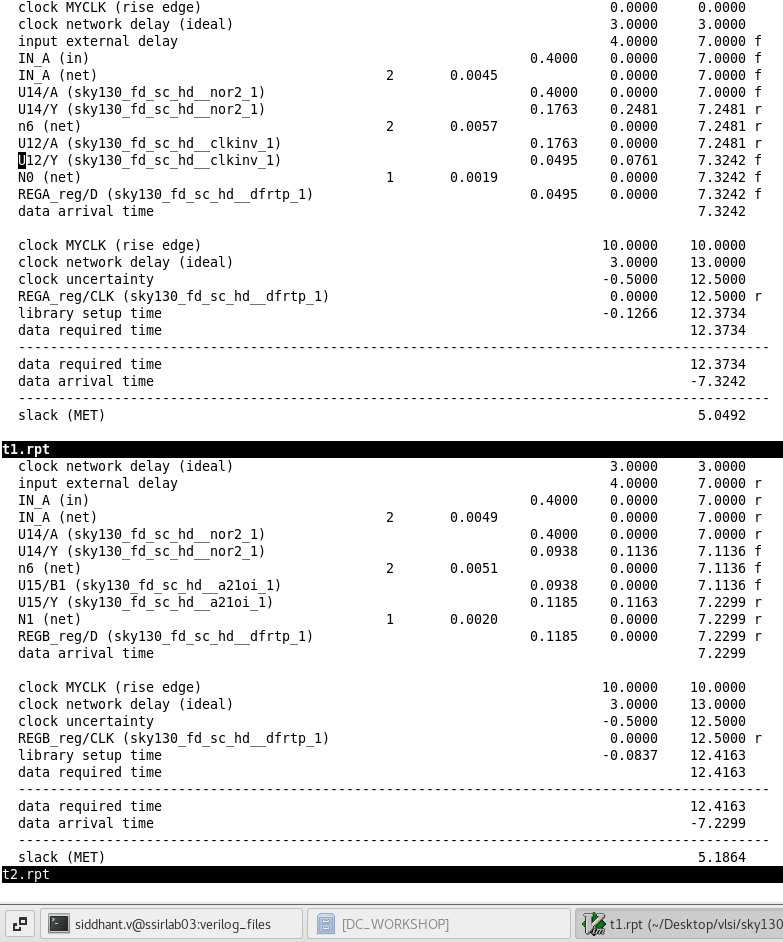 clock MYCLK (rise edge) 0.0000 0.0000
clock network delay (ideal) 3.0000 3.0000
input external delay 4.0000 7.0000 f
IN_A (in) 0.4000 0.0000 7.0000 f
IN_A (net) 2 0.0045 0.0000 7.0000 f
U14/A (sky130_fd_sc_hd__nor2_1) 0.4000 0.0000 7.0000 f
U14/Y (sky130_fd_sc_hd__nor2_1) 0.1763 0.2481 7.2481 r
n6 (net) 2 0.0057 0.0000 7.2481 r
U12/A (sky130_fd_sc_hd__clkinv_1) 0.1763 0.0000 7.2481 r
U12/Y (sky130_fd_sc_hd__clkinv_1) 0.0495 0.0761 7.3242 f
N0 (net) 1 0.0019 0.0000 7.3242 f
REGA_reg/D (sky130_fd_sc_hd__dfrtp_1) 0.0495 0.0000 7.3242 f
data arrival time 7.3242
clock MYCLK (rise edge) 10.0000 10.0000
clock network delay (ideal) 3.0000 13.0000
clock uncertainty -0.5000 12.5000
REGA_reg/CLK (sky130_fd_sc_hd__dfrtp_1) 0.0000 12.5000 r
library setup time -0.1266 12.3734
data required time 12.3734
--------------------------------------------------------------------------
data required time 12.3734
data arrival time -7.3242
--------------------------------------------------------------------------
slack (MET) 5.0492
t1.rpt
clock network delay (ideal) 3.0000 3.0000
input external delay 4.0000 7.0000 r
IN_A (in) 0.4000 0.0000 7.0000 r
IN_A (net) 2 0.0049 0.0000 7.0000 r
U14/A (sky130_fd_sc_hd__nor2_1) 0.4000 0.0000 7.0000 r
U14/Y (sky130_fd_sc_hd__nor2_1) 0.0938 0.1136 7.1136 f
n6 (net) 2 0.0051 0.0000 7.1136 f
U15/B1 (sky130_fd_sc_hd__a21oi_1) 0.0938 0.0000 7.1136 f
U15/Y (sky130_fd_sc_hd__a21oi_1) 0.1185 0.1163 7.2299 r
N1 (net) 1 0.0020 0.0000 7.2299 r
REGB_reg/D (sky130_fd_sc_hd__dfrtp_1) 0.1185 0.0000 7.2299 r
data arrival time 7.2299
clock MYCLK (rise edge) 10.0000 10.0000
clock network delay (ideal) 3.0000 13.0000
clock uncertainty -0.5000 12.5000
REGB_reg/CLK (sky130_fd_sc_hd__dfrtp_1) 0.0000 12.5000 r
library setup time -0.0837 12.4163
data required time 12.4163
--------------------------------------------------------------------------
data required time 12.4163
data arrival time -7.2299
--------------------------------------------------------------------------
slack (MET) 5.1864
t2.rpt
siddhant.v@ssirlab03:verilog_files [DC_WORKSHOP] t1.rpt (~/Desktop/vlsi/sky130